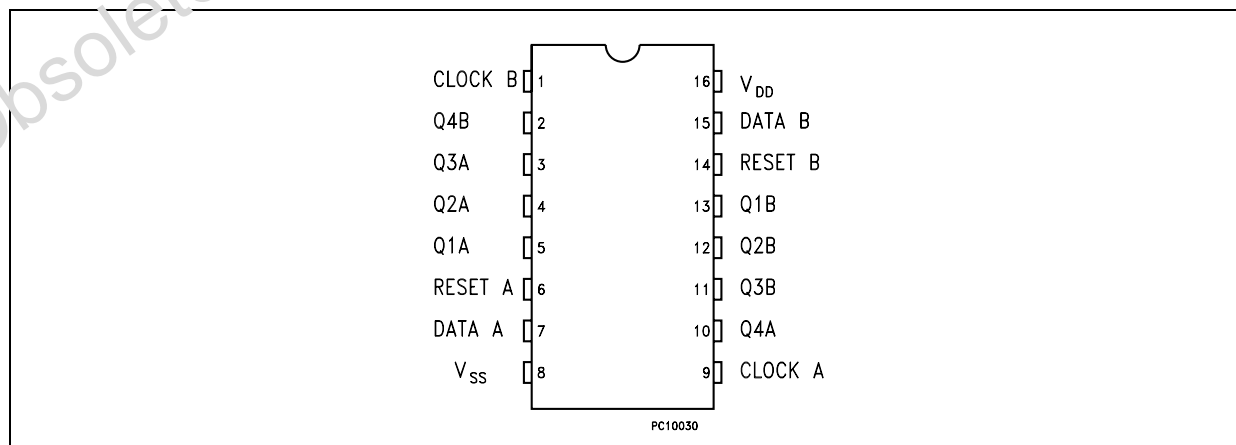 Obsolete
CLOCK B 1 16 VDD
Q4B 2 15 DATA B
Q3A 3 14 RESET B
Q2A 4 13 Q1B
Q1A 5 12 Q2B
RESET A 6 11 Q3B
DATA A 7 10 Q4A
VSS 8 9 CLOCK A
PC10030